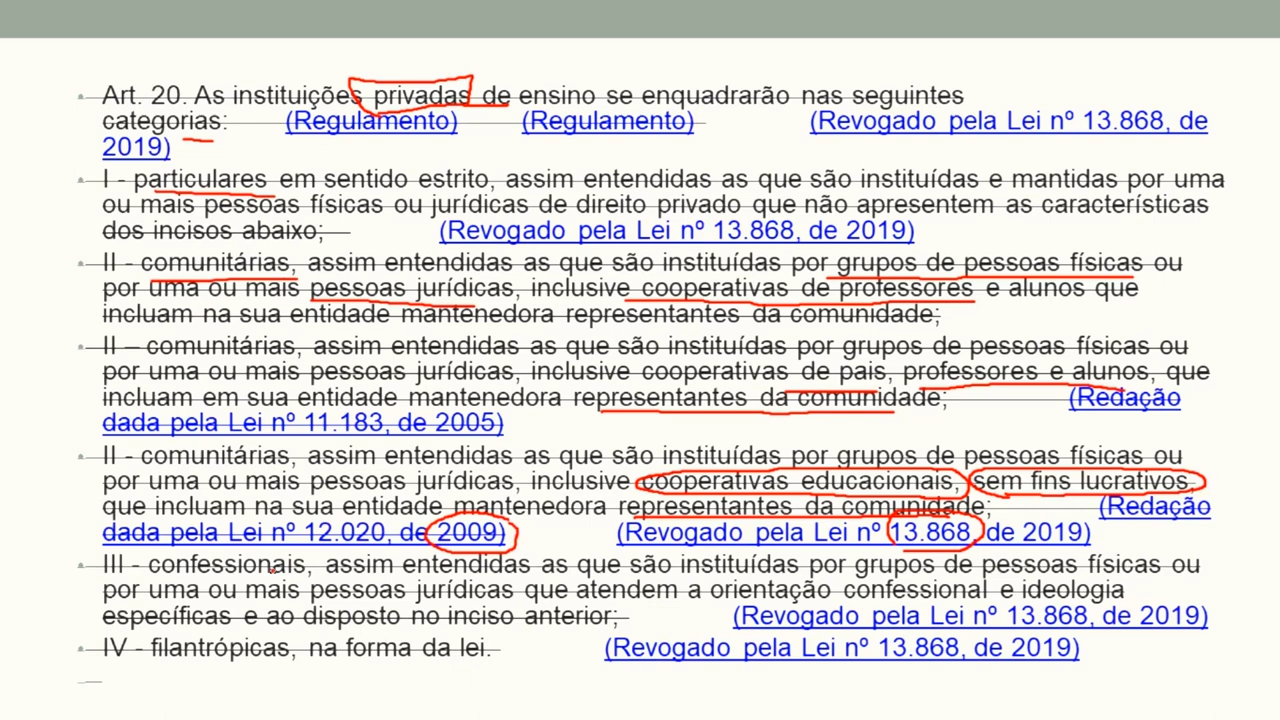 Art. 20. As instituições privadas de ensino se enquadrarão nas seguintes
categorias: (Regulamento) (Regulamento) (Revogado pela Lei nº 13.868, de
2019)
I - particulares em sentido estrito, assim entendidas as que são instituídas e mantidas por uma
ou mais pessoas físicas ou jurídicas de direito privado que não apresentem as características
dos incisos abaixo; (Revogado pela Lei nº 13.868, de 2019)
II - comunitárias, assim entendidas as que são instituídas por grupos de pessoas físicas ou
por uma ou mais pessoas jurídicas, inclusive cooperativas de professores e alunos que
incluam na sua entidade mantenedora representantes da comunidade;
II – comunitárias, assim entendidas as que são instituídas por grupos de pessoas físicas ou
por uma ou mais pessoas jurídicas, inclusive cooperativas de pais, professores e alunos, que
incluam em sua entidade mantenedora representantes da comunidade; (Redação
dada pela Lei nº 11.183, de 2005)
II - comunitárias, assim entendidas as que são instituídas por grupos de pessoas físicas ou
por uma ou mais pessoas jurídicas, inclusive cooperativas educacionais, sem fins lucrativos,
que incluam na sua entidade mantenedora representantes da comunidade; (Redação
dada pela Lei nº 12.020, de 2009) (Revogado pela Lei nº 13.868, de 2019)
III - confessionais, assim entendidas as que são instituídas por grupos de pessoas físicas ou
por uma ou mais pessoas jurídicas que atendem a orientação confessional e ideologia
específicas e ao disposto no inciso anterior; (Revogado pela Lei nº 13.868, de 2019)
IV - filantrópicas, na forma da lei. (Revogado pela Lei nº 13.868, de 2019)